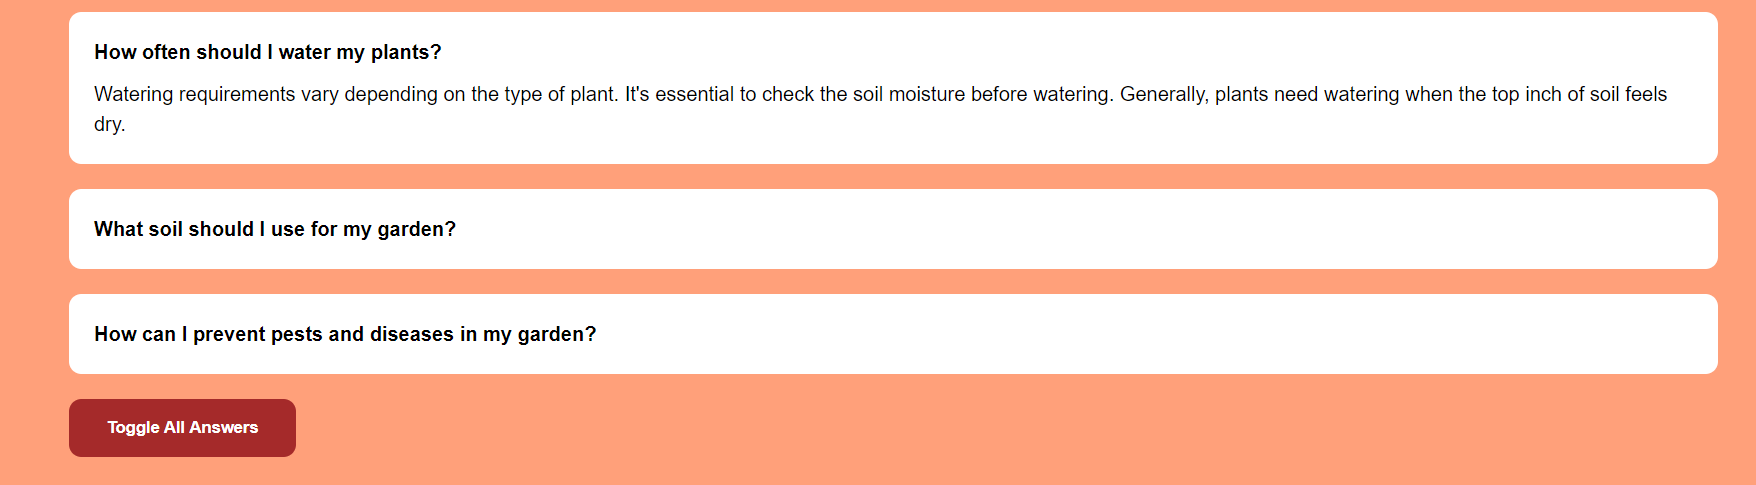 How often should I water my plants?
Watering requirements vary depending on the type of plant. It's essential to check the soil moisture before watering. Generally, plants need watering when the top inch of soil feels
dry.
What soil should I use for my garden?
How can I prevent pests and diseases in my garden?
Toggle All Answers